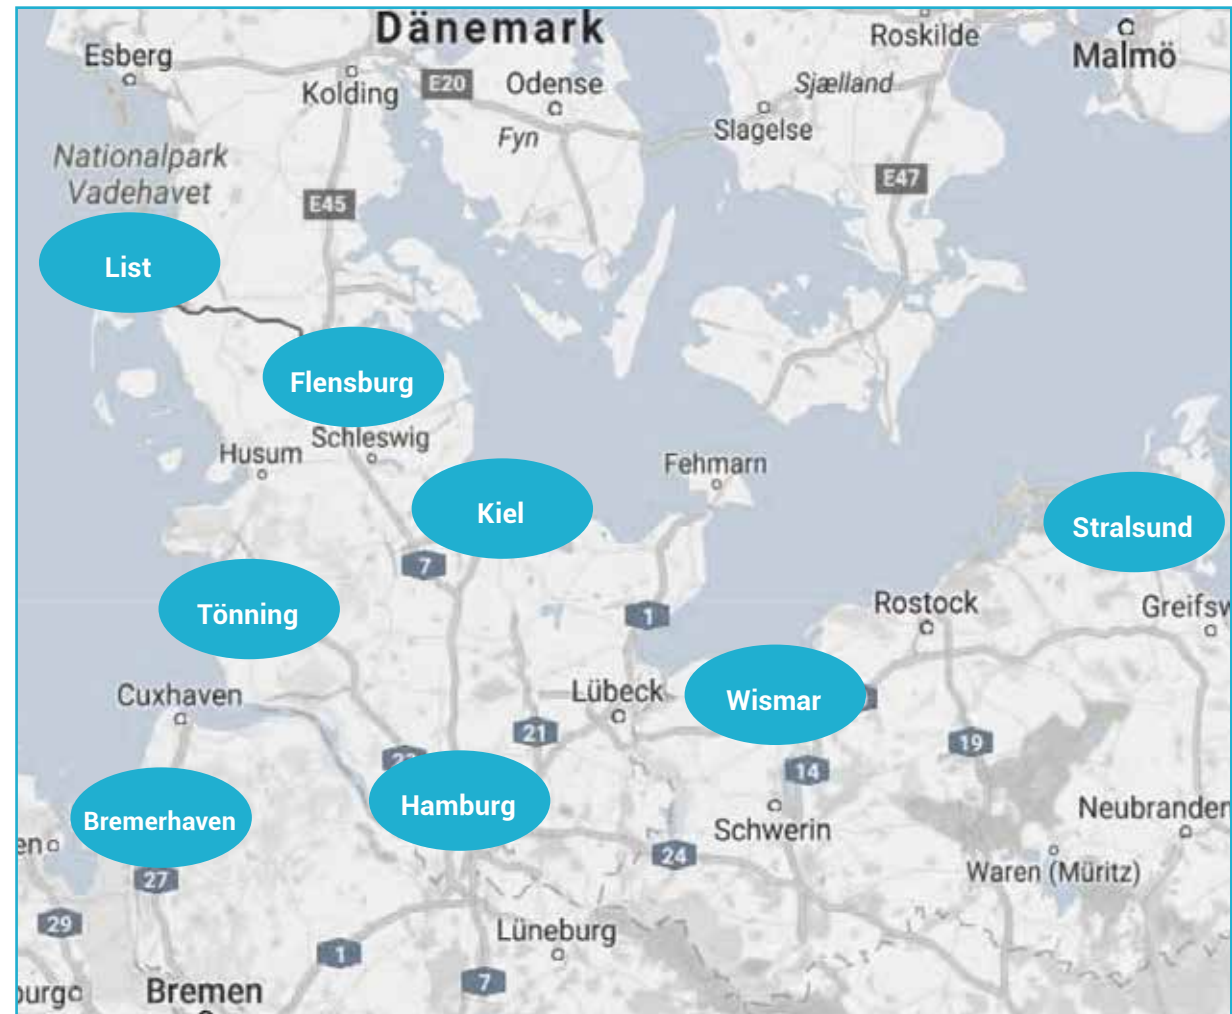 Dänemark
Roskilde
Malmö
Esberg
Kolding
E20
Odense
Sjælland
Slagelse
Fyn
Nationalpark
Vadehavet
E45
E47
List
Flensburg
Schleswig
Husum
Fehmarn
Kiel
Stralsund
7
Tönning
1
Rostock
Greifsw
Cuxhaven
Lübeck
Wismar
21
19
14
Bremerhaven
Hamburg
Schwerin
Neubranden
en
27
24
Waren (Müritz)
29
Lüneburg
1
7
burg
Bremen